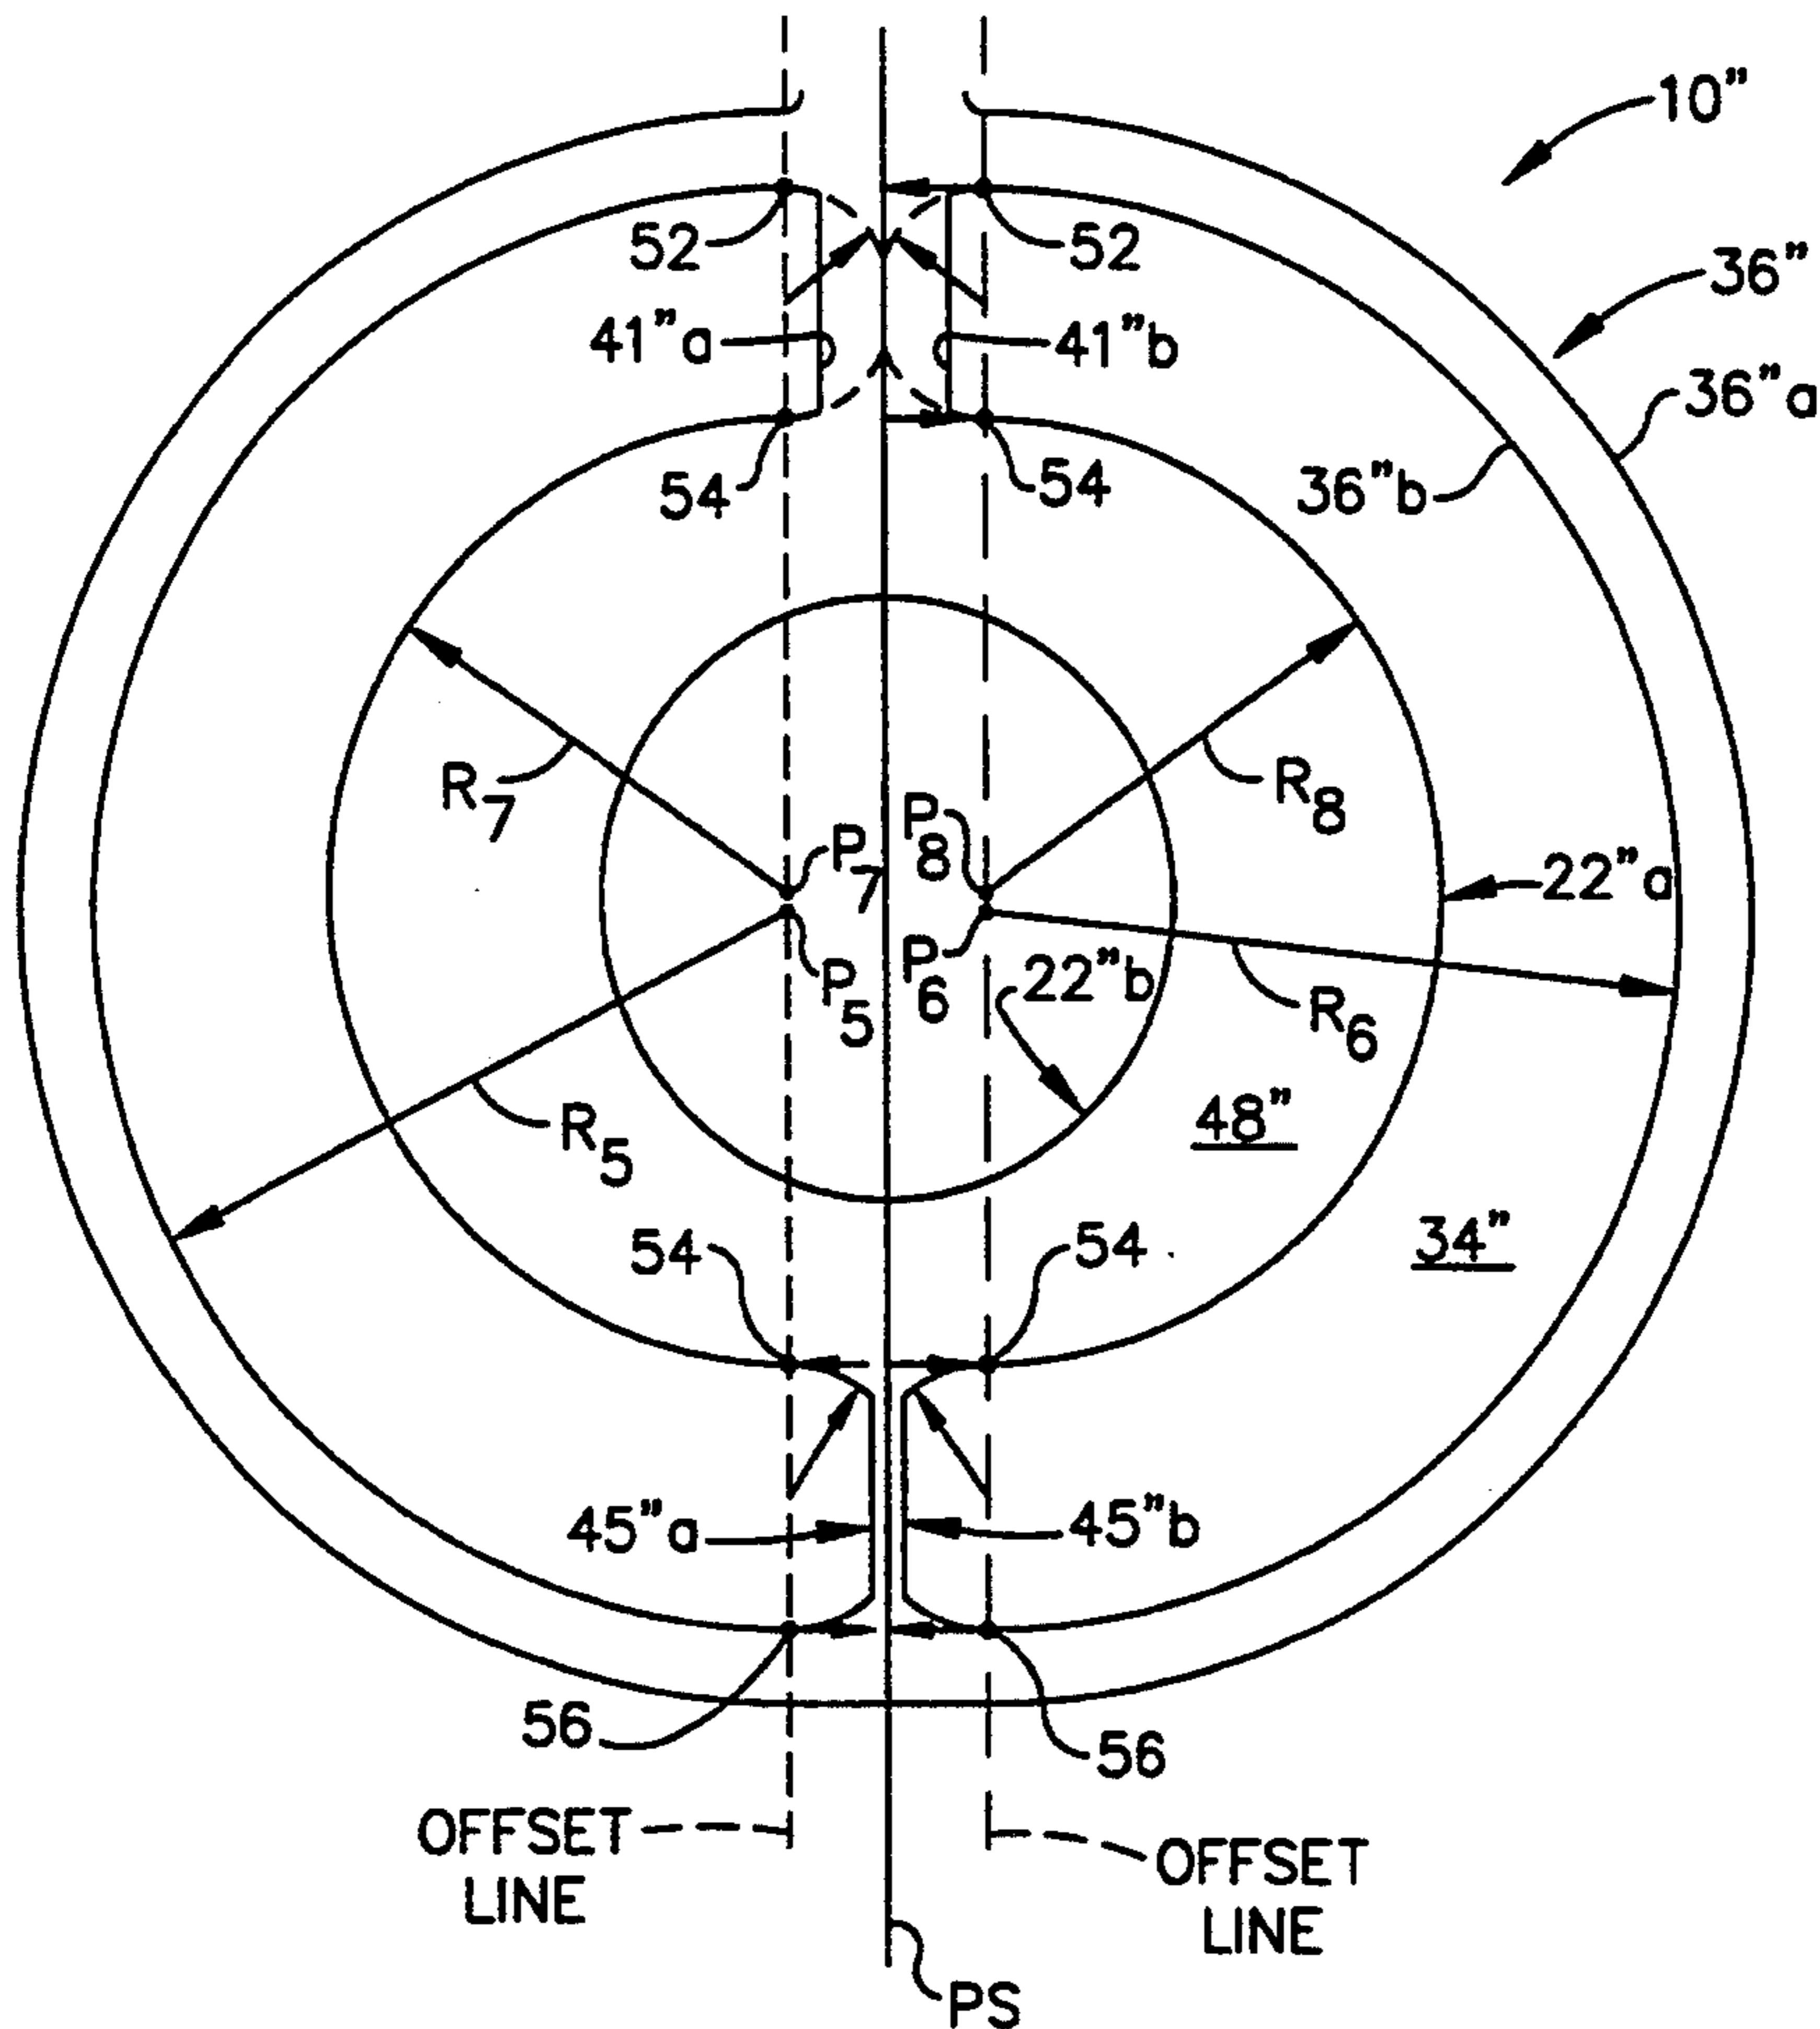 10"
52
52
36"
41"a
41"b
36"a
54
54
36"b
R7
R8
P7
P8
22"a
P5
P6
22"b
R6
R5
48"
54
54
34"
45"a
45"b
56
56
OFFSET
LINE
OFFSET
LINE
PS